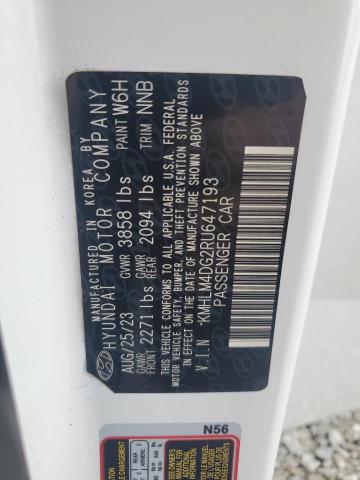 MANUFACTURED IN KOREA BY
HYUNDAI MOTOR COMPANY
AUG/25/23 GVWR 3858 lbs PAINT W6H
GAWR FRONT 2271 lbs GAWR REAR 2094 lbs TRIM NNB
THIS VEHICLE CONFORMS TO ALL APPLICABLE U.S.A. FEDERAL
MOTOR VEHICLE SAFETY, BUMPER, AND THEFT PREVENTION STANDARDS
IN EFFECT ON THE DATE OF MANUFACTURE SHOWN ABOVE
V.I.N : KMHLM4DG2RU647193
PASSENGER CAR
N56
REAR